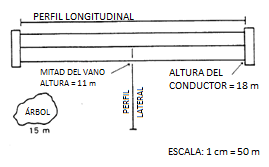 PERFIL LONGITUDINAL
MITAD DEL VANO
ALTURA = 11 m
ALTURA DEL
CONDUCTOR = 18 m
PERFIL
LATERAL
ÁRBOL
15 m
ESCALA: 1 cm = 50 m